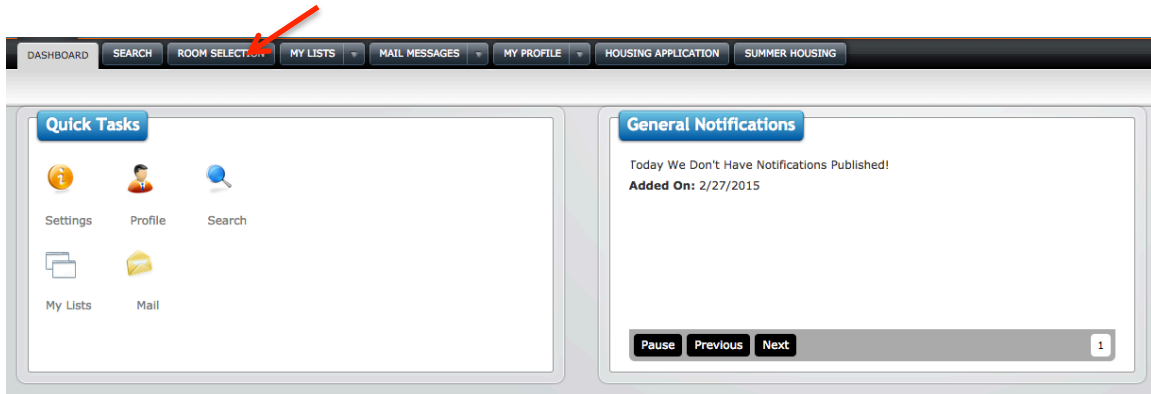 DASHBOARD SEARCH ROOM SELECTION MY LISTS MAIL MESSAGES MY PROFILE HOUSING APPLICATION SUMMER HOUSING
Quick Tasks
Settings Profile Search
My Lists Mail
General Notifications
Today We Don't Have Notifications Published!
Added On: 2/27/2015
Pause Previous Next 1